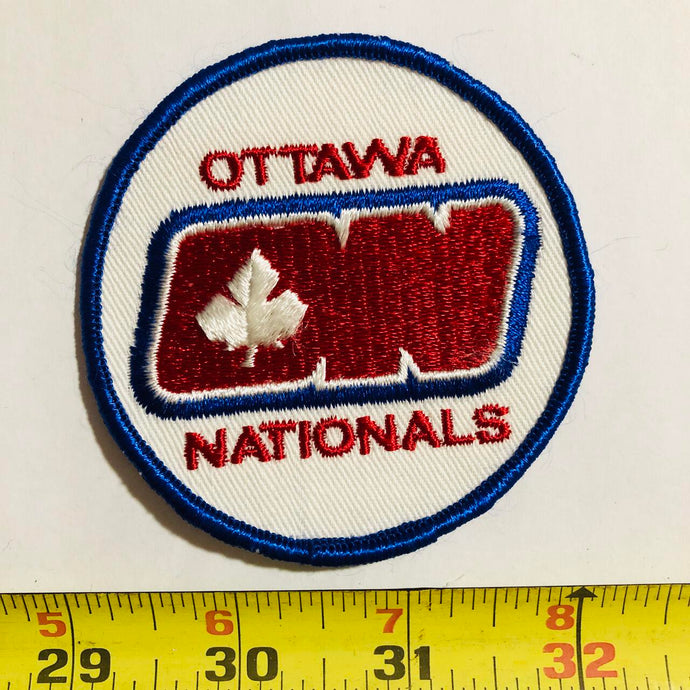 OTTAWA
ON
NATIONALS
5 6 7 8
29 30 31 32